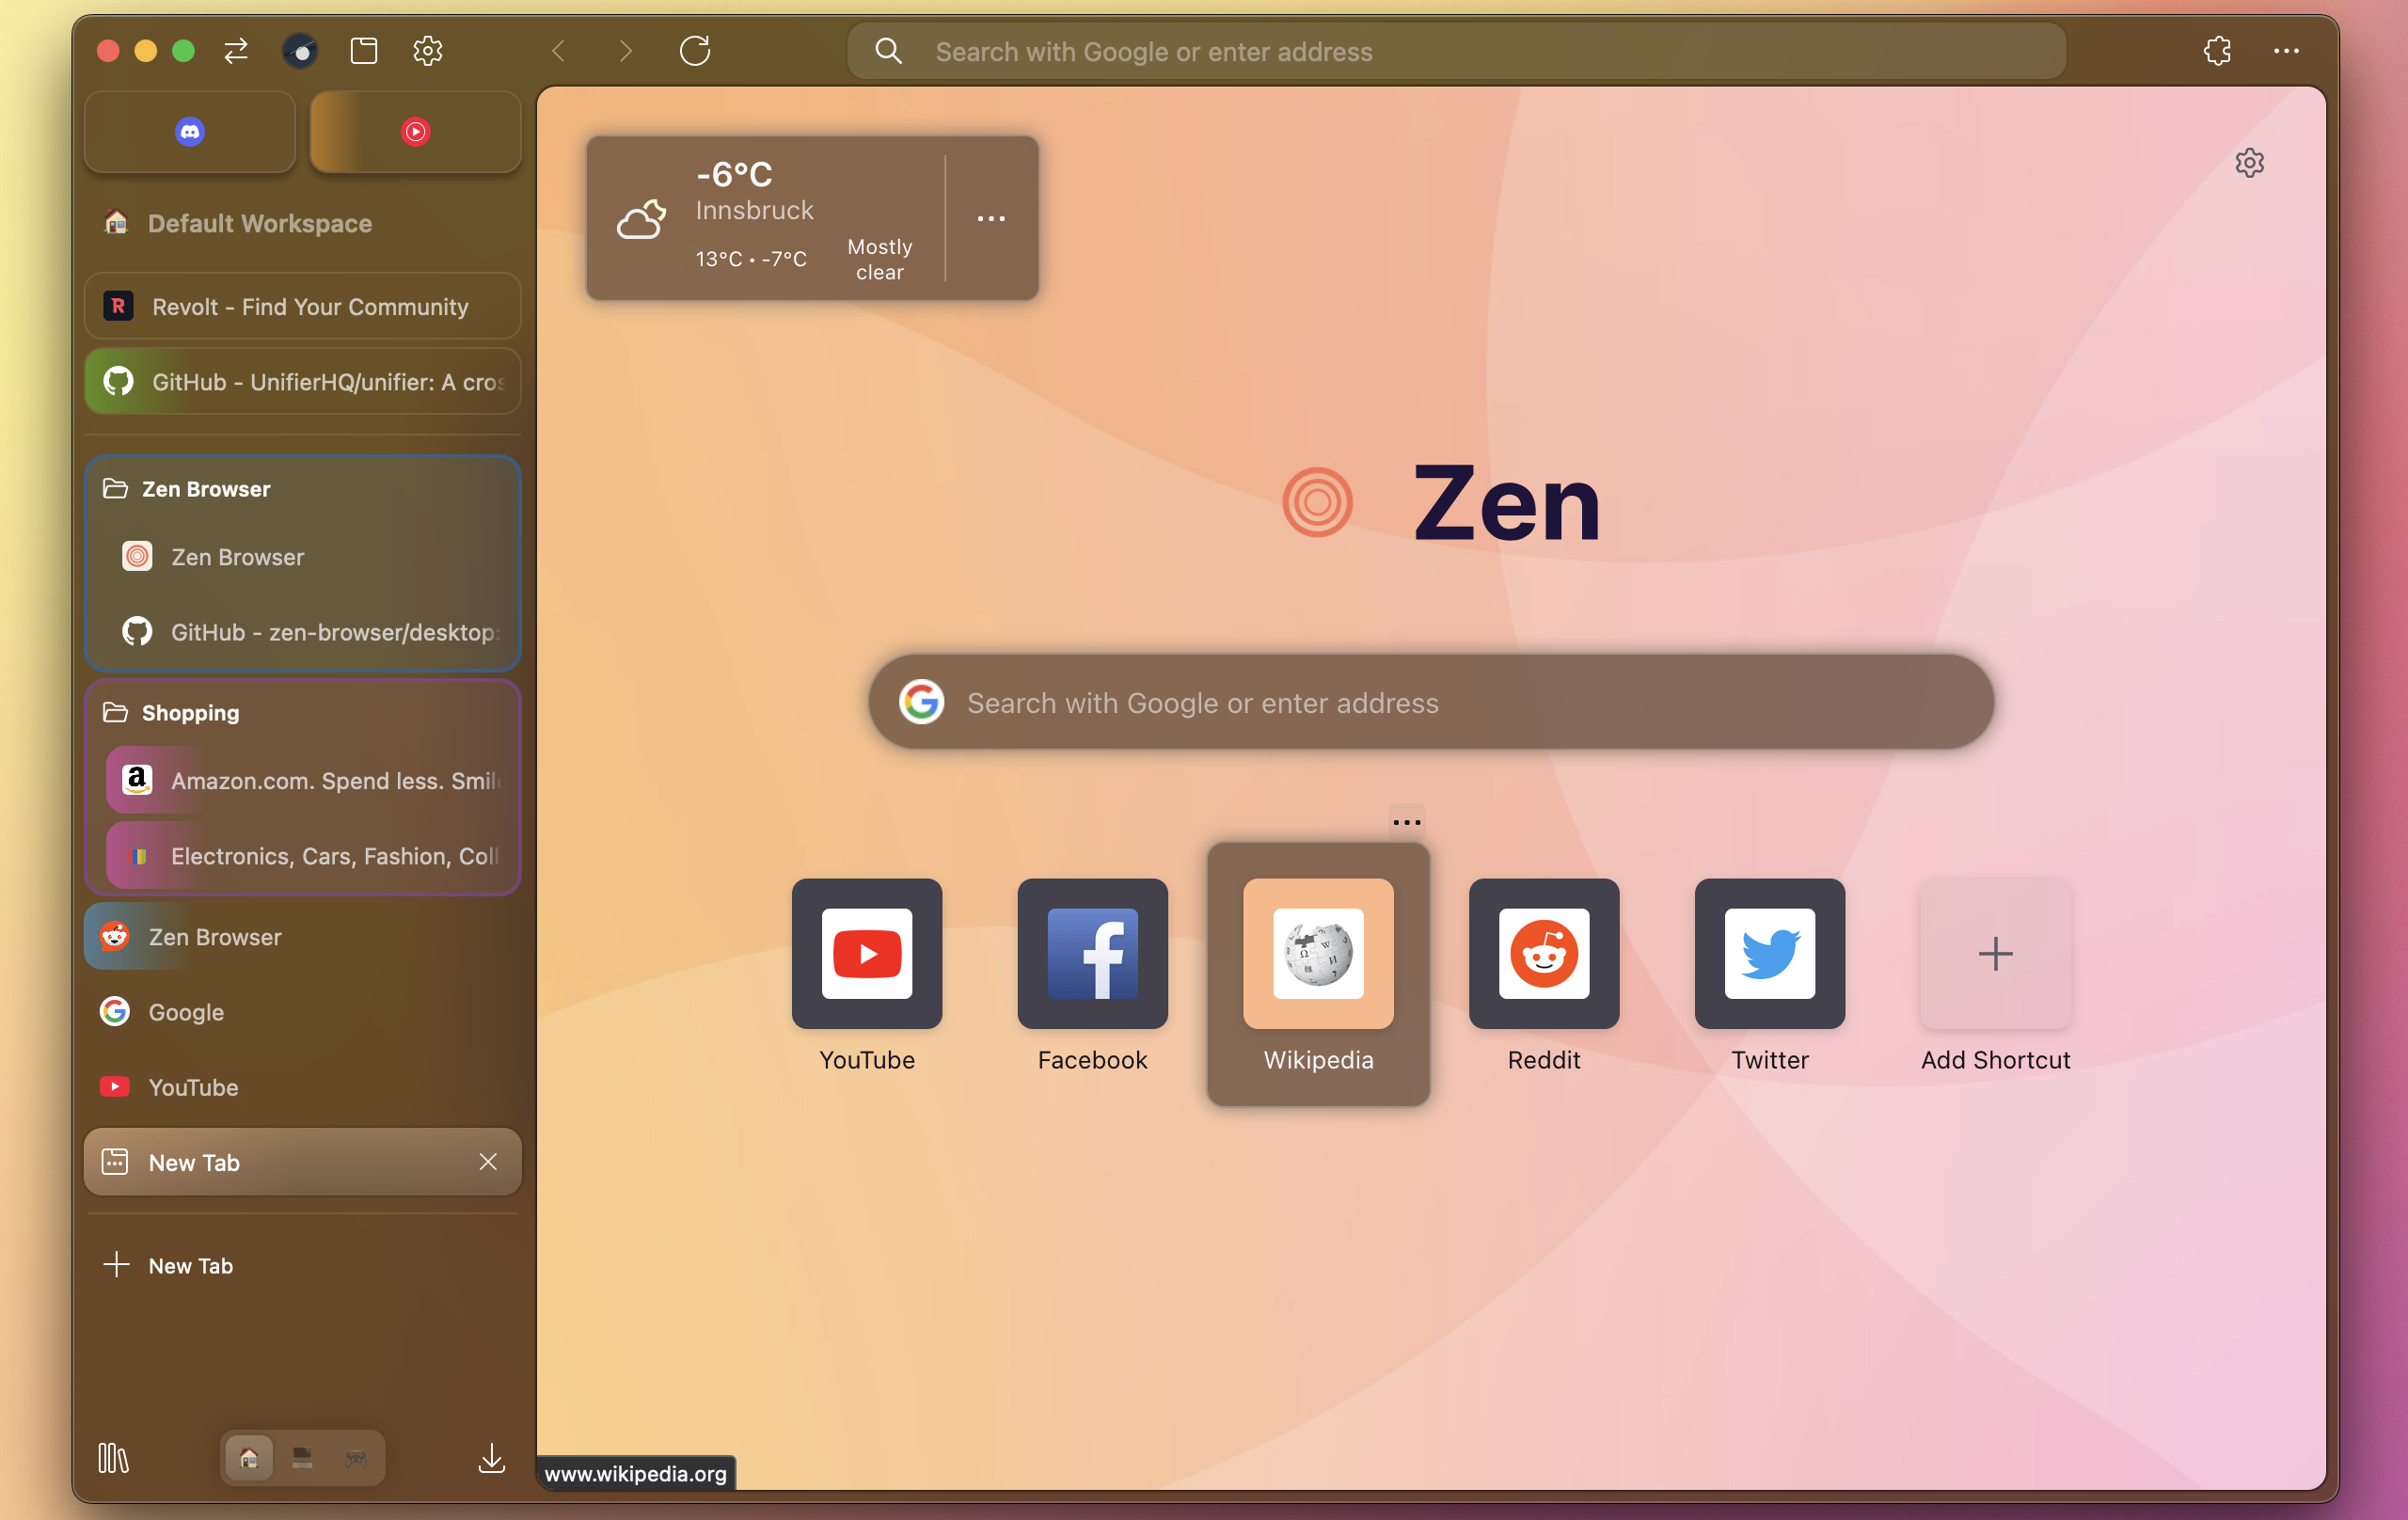 Search with Google or enter address
Default Workspace
Revolt - Find Your Community
GitHub - UnifierHQ/unifier: A cros
Zen Browser
Zen Browser
GitHub - zen-browser/desktop:
Shopping
Amazon.com. Spend less. Smile
Electronics, Cars, Fashion, Coll
Zen Browser
Google
YouTube
New Tab
New Tab
-6°C
Innsbruck
13°C • -7°C
Mostly
clear
Zen
Search with Google or enter address
YouTube
Facebook
Wikipedia
Reddit
Twitter
Add Shortcut
www.wikipedia.org